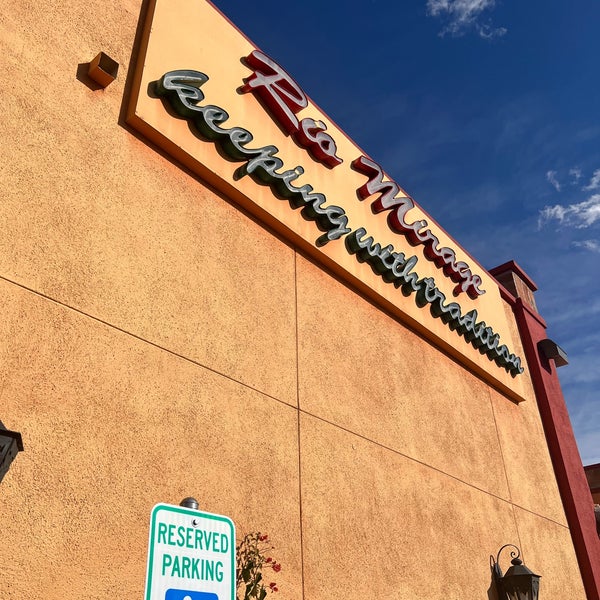 Rio Mirage
keeping with tradition
RESERVED
PARKING